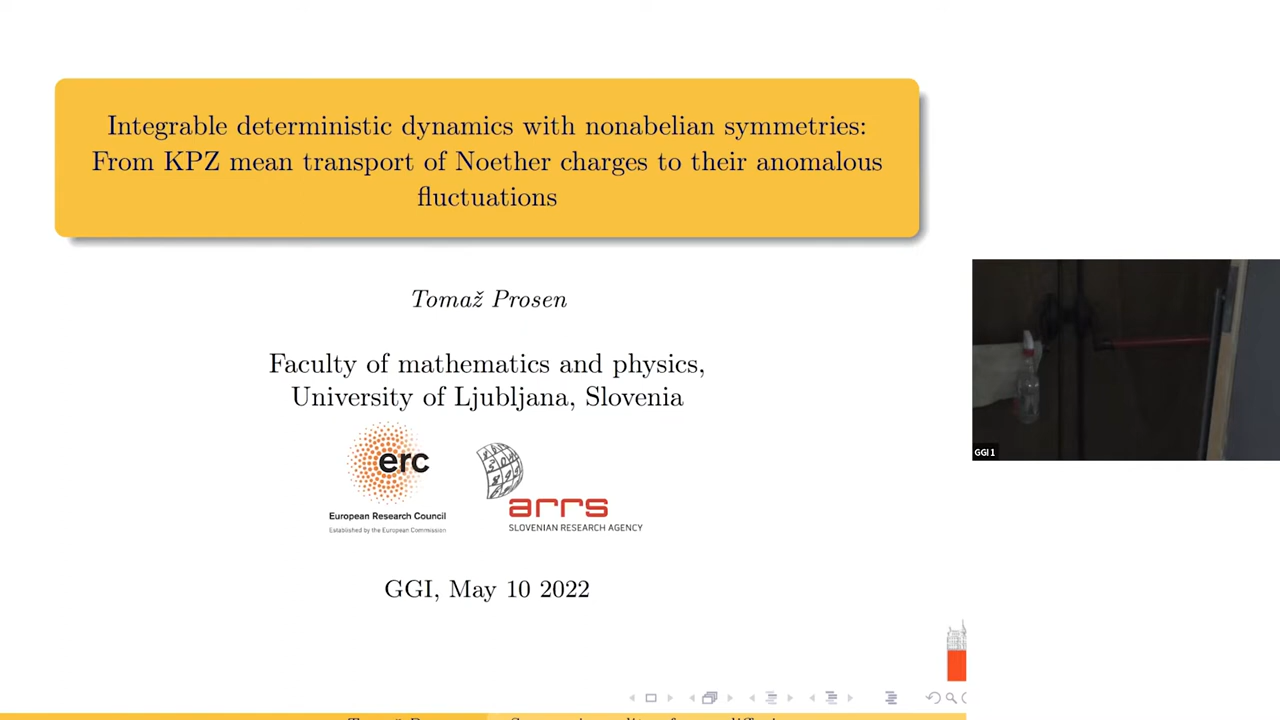 Integrable deterministic dynamics with nonabelian symmetries:
From KPZ mean transport of Noether charges to their anomalous
fluctuations
Tomaž Prosen
Faculty of mathematics and physics,
University of Ljubljana, Slovenia
erc
European Research Council
Established by the European Commission
arrs
SLOVENIAN RESEARCH AGENCY
GGI, May 10 2022
GGI 1